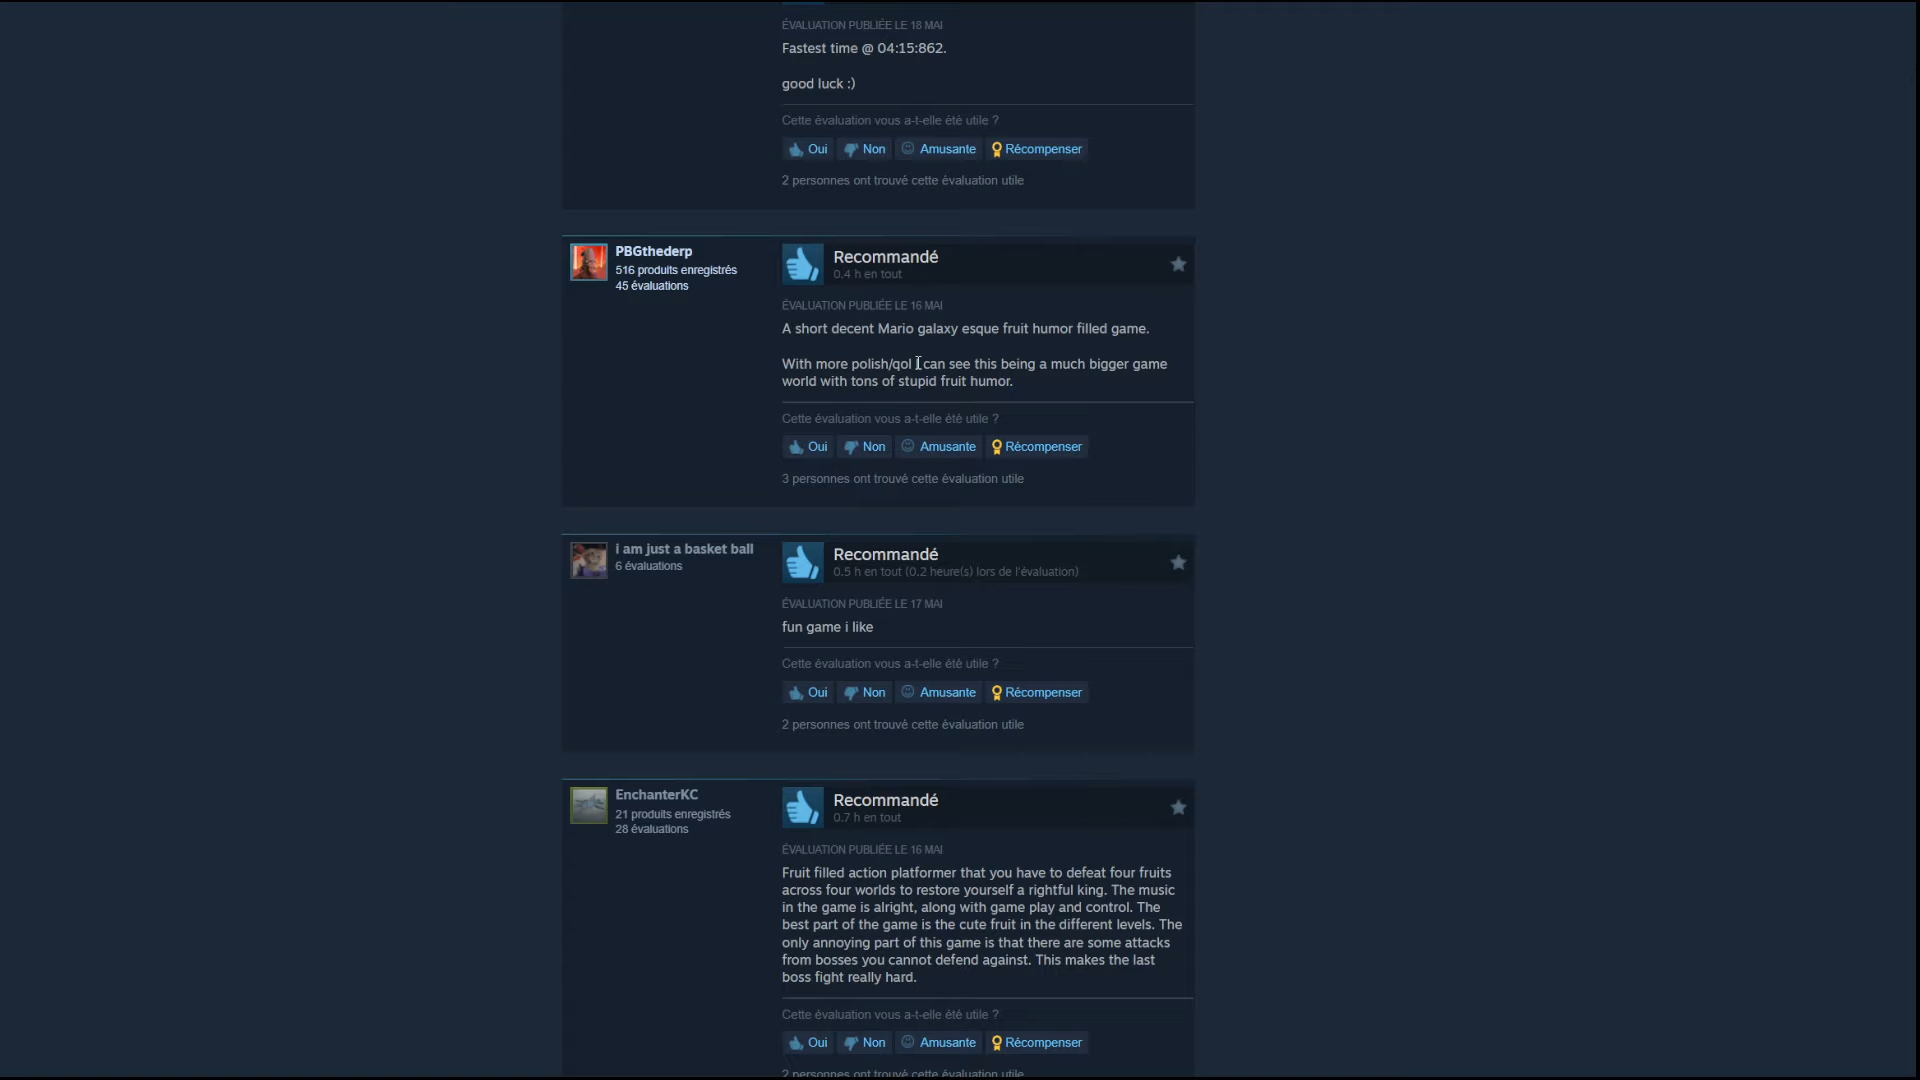 ÉVALUATION PUBLIÉE LE 18 MAI
Fastest time @ 04:15:862.
good luck :)
Cette évaluation vous a-t-elle été utile ?
Oui Non Amusante Récompenser
2 personnes ont trouvé cette évaluation utile
PBGthederp
516 produits enregistrés
45 évaluations
Recommandé
0.4 h en tout
ÉVALUATION PUBLIÉE LE 16 MAI
A short decent Mario galaxy esque fruit humor filled game.
With more polish/qol I can see this being a much bigger game
world with tons of stupid fruit humor.
Cette évaluation vous a-t-elle été utile ?
Oui Non Amusante Récompenser
3 personnes ont trouvé cette évaluation utile
i am just a basket ball
6 évaluations
Recommandé
0.5 h en tout (0.2 heure(s) lors de l'évaluation)
ÉVALUATION PUBLIÉE LE 17 MAI
fun game i like
Cette évaluation vous a-t-elle été utile ?
Oui Non Amusante Récompenser
2 personnes ont trouvé cette évaluation utile
EnchanterKC
21 produits enregistrés
28 évaluations
Recommandé
0.7 h en tout
ÉVALUATION PUBLIÉE LE 16 MAI
Fruit filled action platformer that you have to defeat four fruits
across four worlds to restore yourself a rightful king. The music
in the game is alright, along with game play and control. The
best part of the game is the cute fruit in the different levels. The
only annoying part of this game is that there are some attacks
from bosses you cannot defend against. This makes the last
boss fight really hard.
Cette évaluation vous a-t-elle été utile ?
Oui Non Amusante Récompenser
2 personnes ont trouvé cette évaluation utile